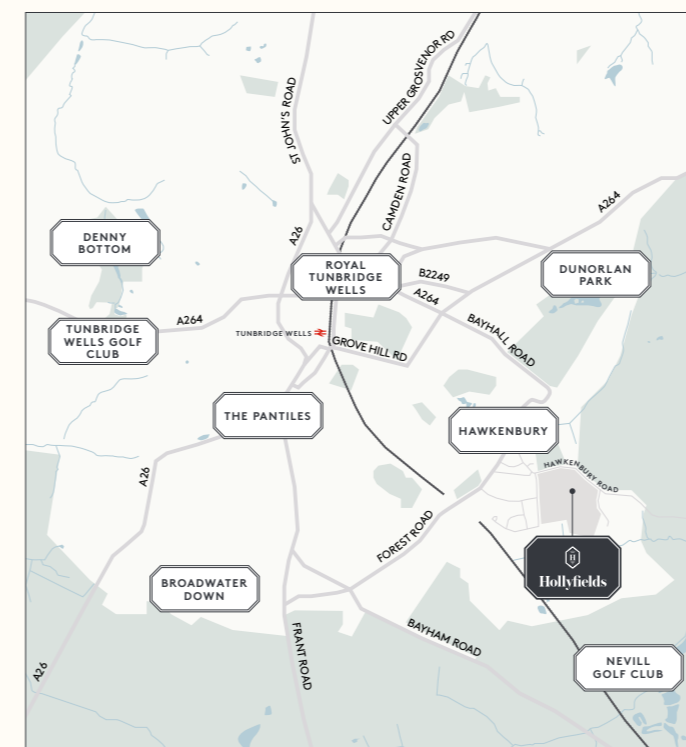 UPPER GROSVENOR RD
ST JOHN'S ROAD
CAMDEN ROAD
A264
A26
DENNY
BOTTOM
ROYAL
TUNBRIDGE
WELLS
B2249
DUNORLAN
PARK
A264
A264
TUNBRIDGE
WELLS GOLF
CLUB
TUNBRIDGE WELLS
BAYHALL ROAD
GROVE HILL RD
THE PANTILES
HAWKENBURY
A26
HAWKENBURY ROAD
FOREST ROAD
H
Hollyfields
BROADWATER
DOWN
FRANT ROAD
BAYHAM ROAD
NEVILL
GOLF CLUB
A26